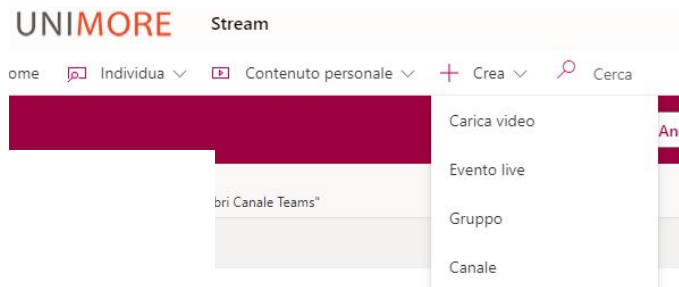 UNIMORE Stream
ome Individua Contenuto personale Crea Cerca
Carica video
An
Evento live
bri Canale Teams"
Gruppo
Canale